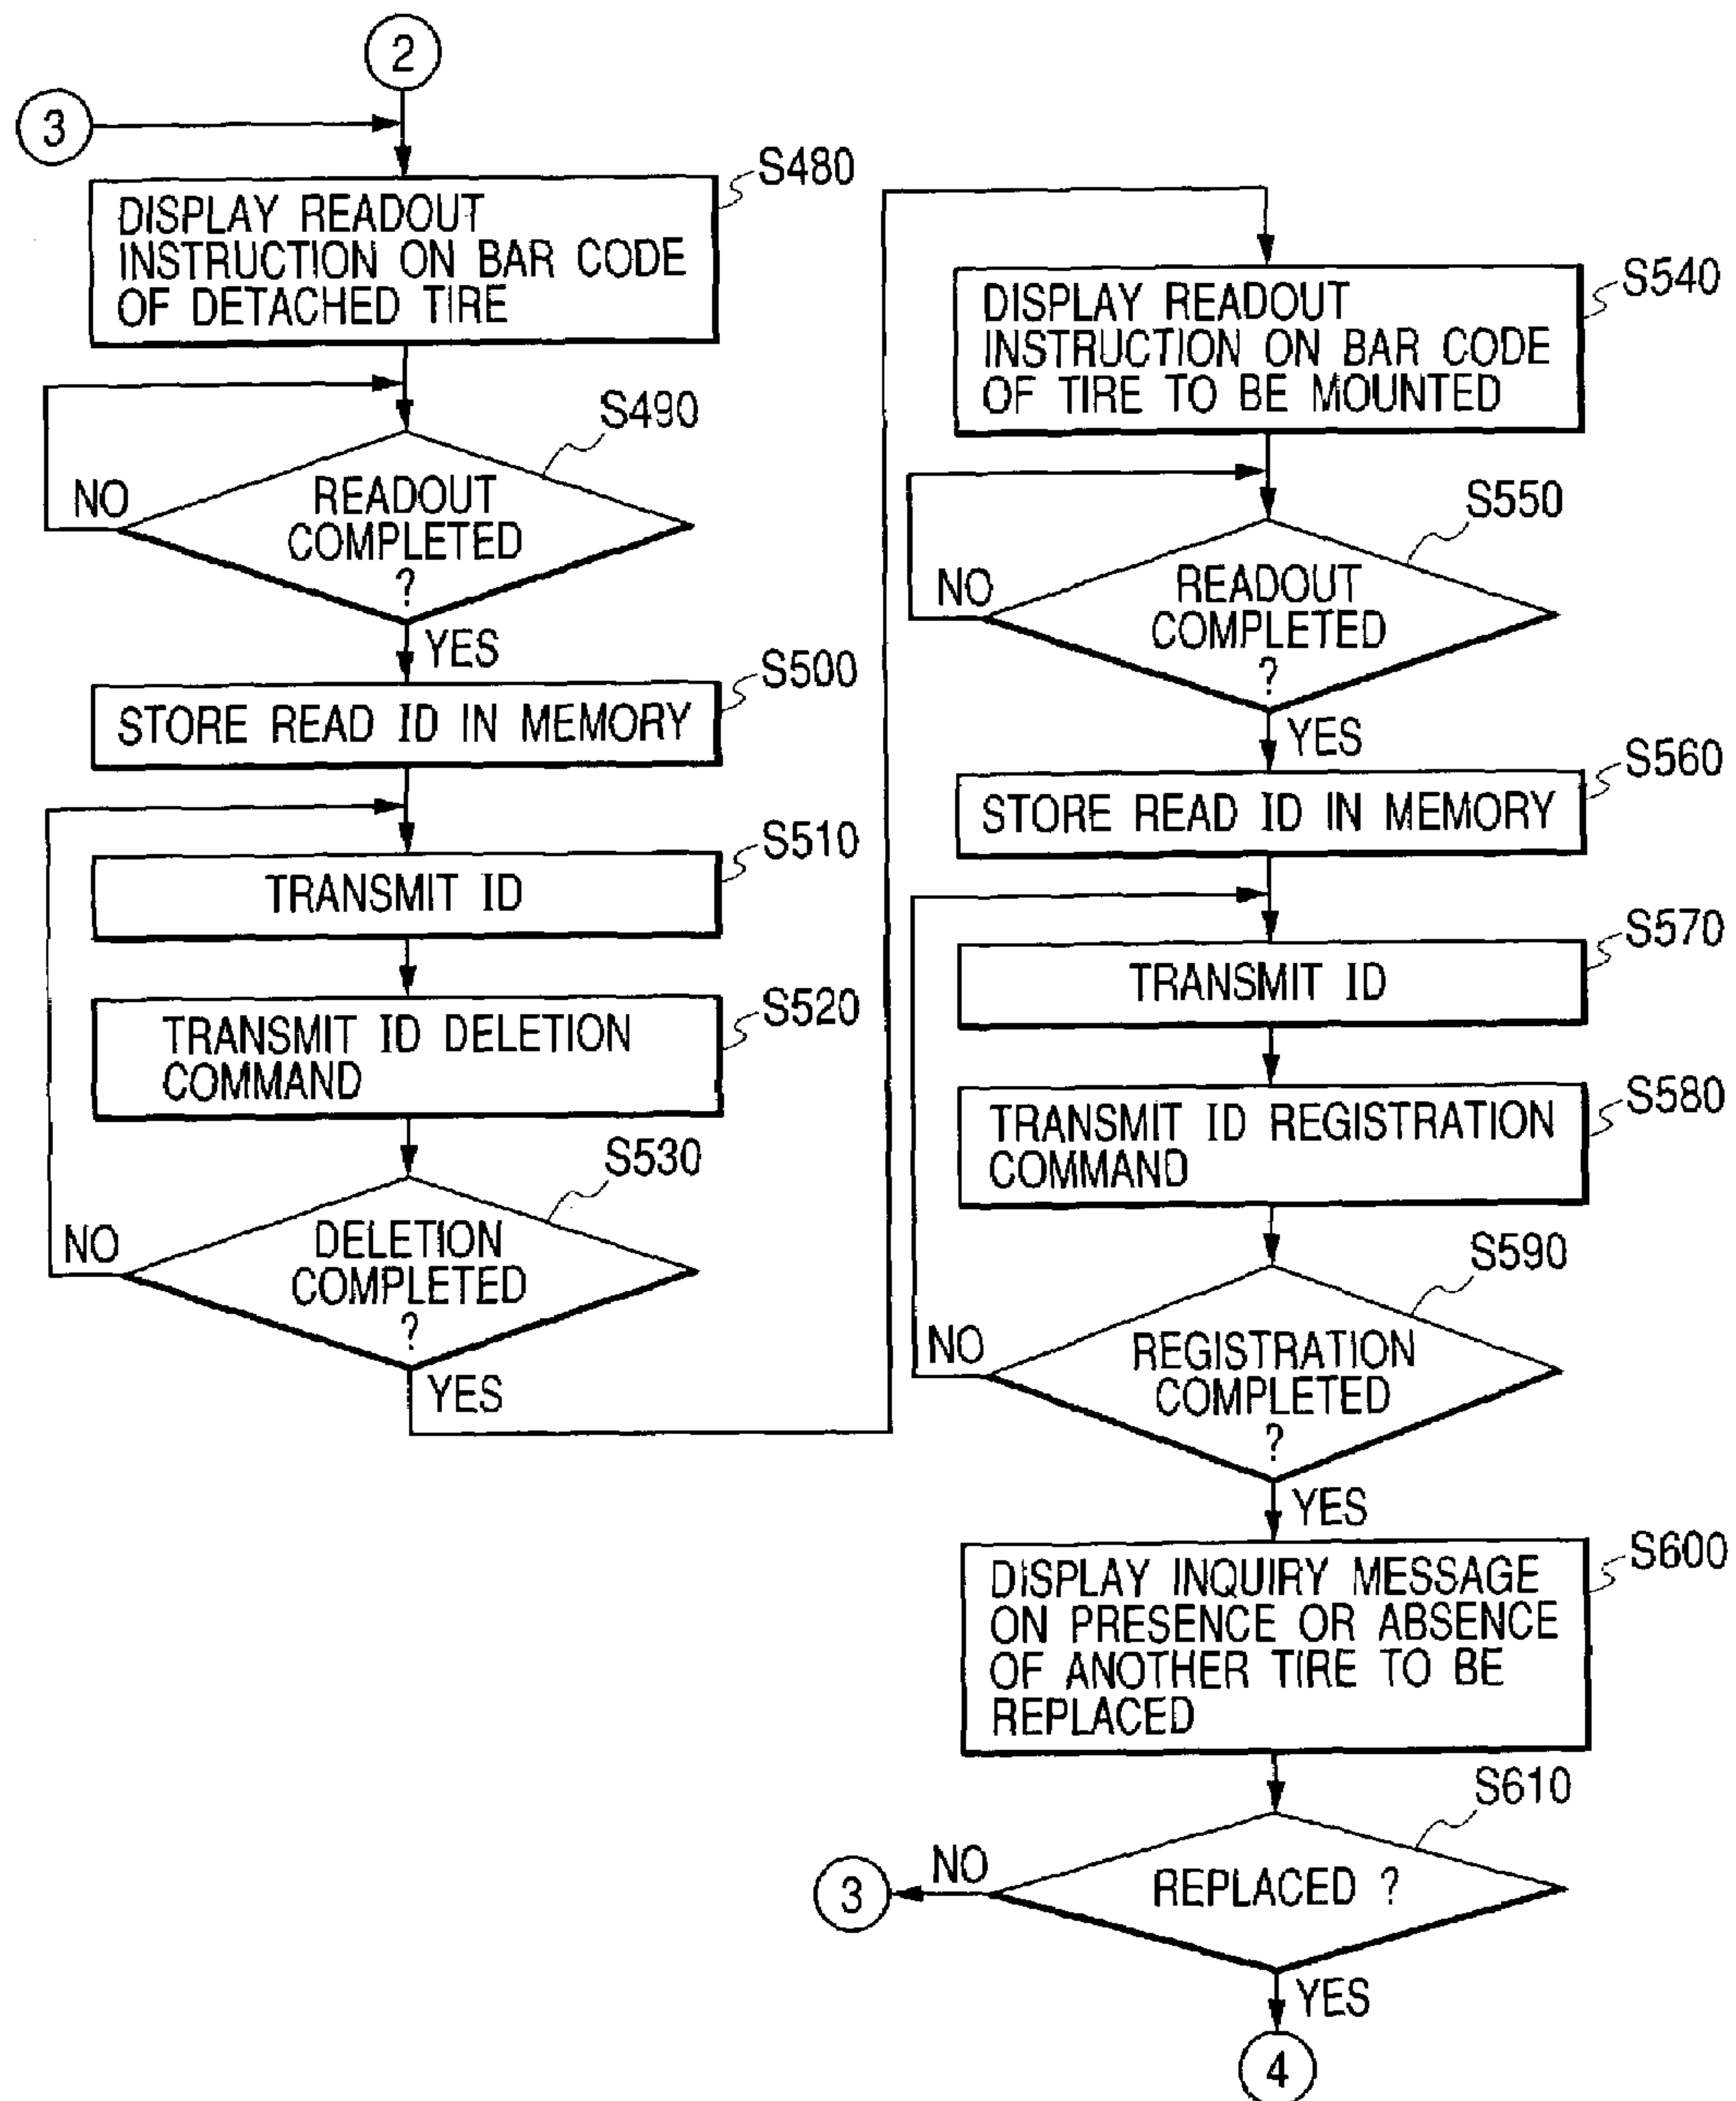 2
3
S480
DISPLAY READOUT
INSTRUCTION ON BAR CODE
OF DETACHED TIRE
S490
READOUT
COMPLETED
?
NO
YES
S500
STORE READ ID IN MEMORY
S510
TRANSMIT ID
S520
TRANSMIT ID DELETION
COMMAND
S530
DELETION
COMPLETED
?
NO
YES
S540
DISPLAY READOUT
INSTRUCTION ON BAR CODE
OF TIRE TO BE MOUNTED
S550
READOUT
COMPLETED
?
NO
YES
S560
STORE READ ID IN MEMORY
S570
TRANSMIT ID
S580
TRANSMIT ID REGISTRATION
COMMAND
S590
REGISTRATION
COMPLETED
?
NO
YES
S600
DISPLAY INQUIRY MESSAGE
ON PRESENCE OR ABSENCE
OF ANOTHER TIRE TO BE
REPLACED
S610
REPLACED ?
NO
3
YES
4